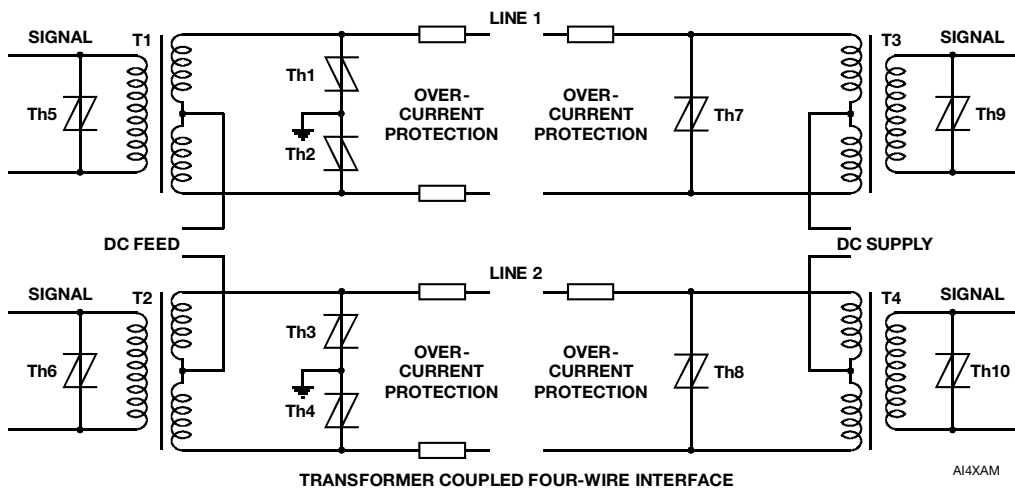 LINE 1
SIGNAL
T1
T3
SIGNAL
Th1
OVER-
CURRENT
PROTECTION
OVER-
CURRENT
PROTECTION
Th5
Th7
Th9
Th2
DC FEED
DC SUPPLY
LINE 2
SIGNAL
T2
T4
SIGNAL
Th3
OVER-
CURRENT
PROTECTION
OVER-
CURRENT
PROTECTION
Th6
Th8
Th10
Th4
AI4XAM
TRANSFORMER COUPLED FOUR-WIRE INTERFACE